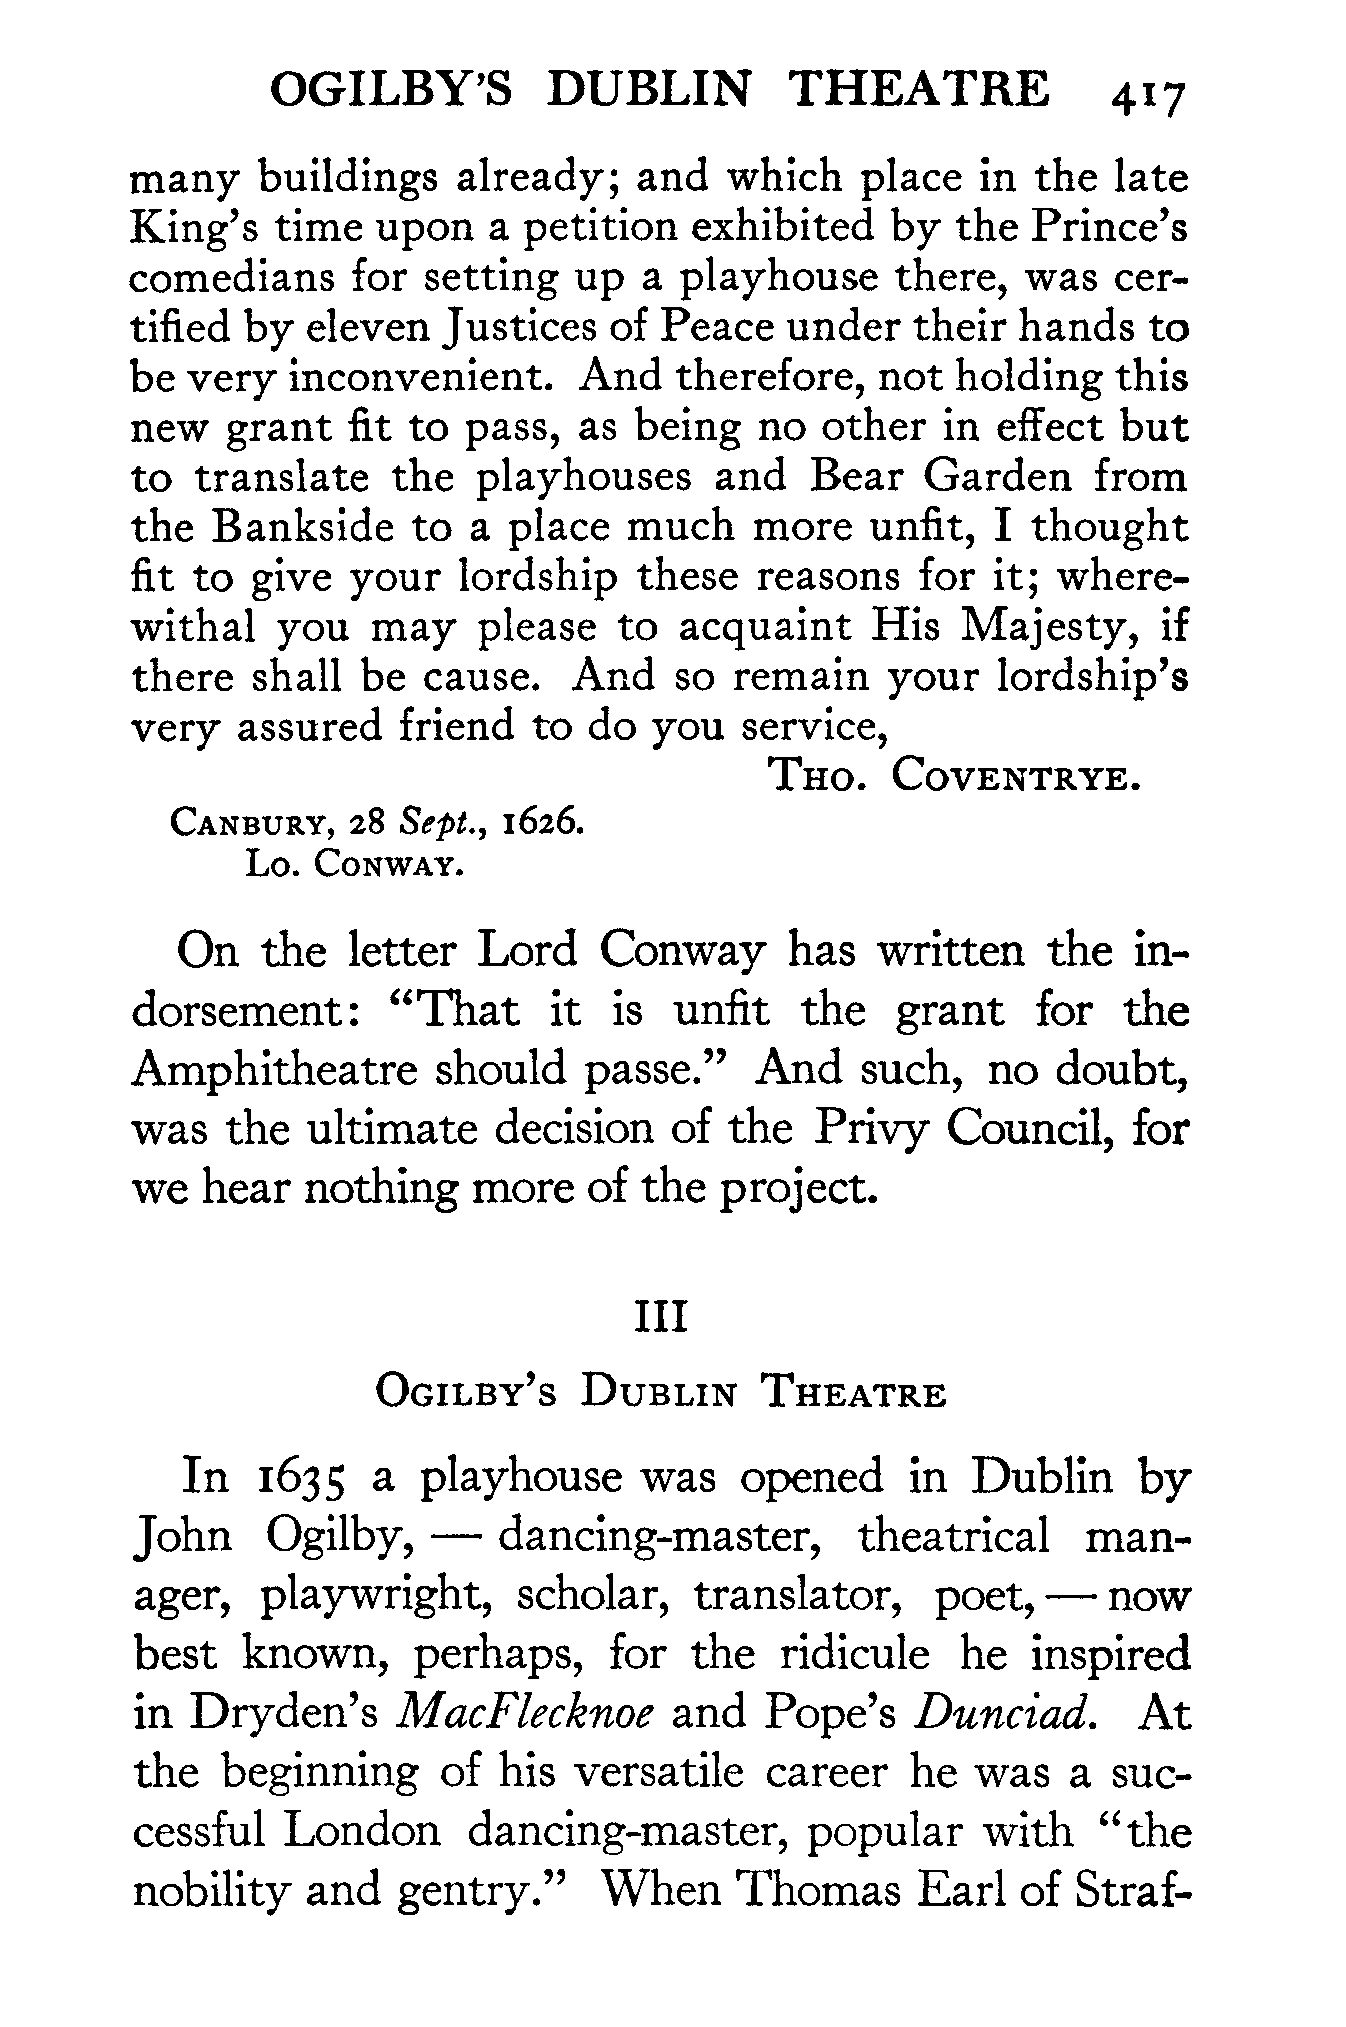 OGILBY'S DUBLIN THEATRE 417
many buildings already; and which place in the late
King's time upon a petition exhibited by the Prince's
comedians for setting up a playhouse there, was cer-
tified by eleven Justices of Peace under their hands to
be very inconvenient. And therefore, not holding this
new grant fit to pass, as being no other in effect but
to translate the playhouses and Bear Garden from
the Bankside to a place much more unfit, I thought
fit to give your lordship these reasons for it; where-
withal you may please to acquaint His Majesty, if
there shall be cause. And so remain your lordship's
very assured friend to do you service,
THO. COVENTRYE.
CANBURY, 28 Sept., 1626.
LO. CONWAY.
On the letter Lord Conway has written the in-
dorsement: "That it is unfit the grant for the
Amphitheatre should passe." And such, no doubt,
was the ultimate decision of the Privy Council, for
we hear nothing more of the project.
III
OGILBY'S DUBLIN THEATRE
In 1635 a playhouse was opened in Dublin by
John Ogilby, — dancing-master, theatrical man-
ager, playwright, scholar, translator, poet, — now
best known, perhaps, for the ridicule he inspired
in Dryden's MacFlecknoe and Pope's Dunciad. At
the beginning of his versatile career he was a suc-
cessful London dancing-master, popular with "the
nobility and gentry." When Thomas Earl of Straf-